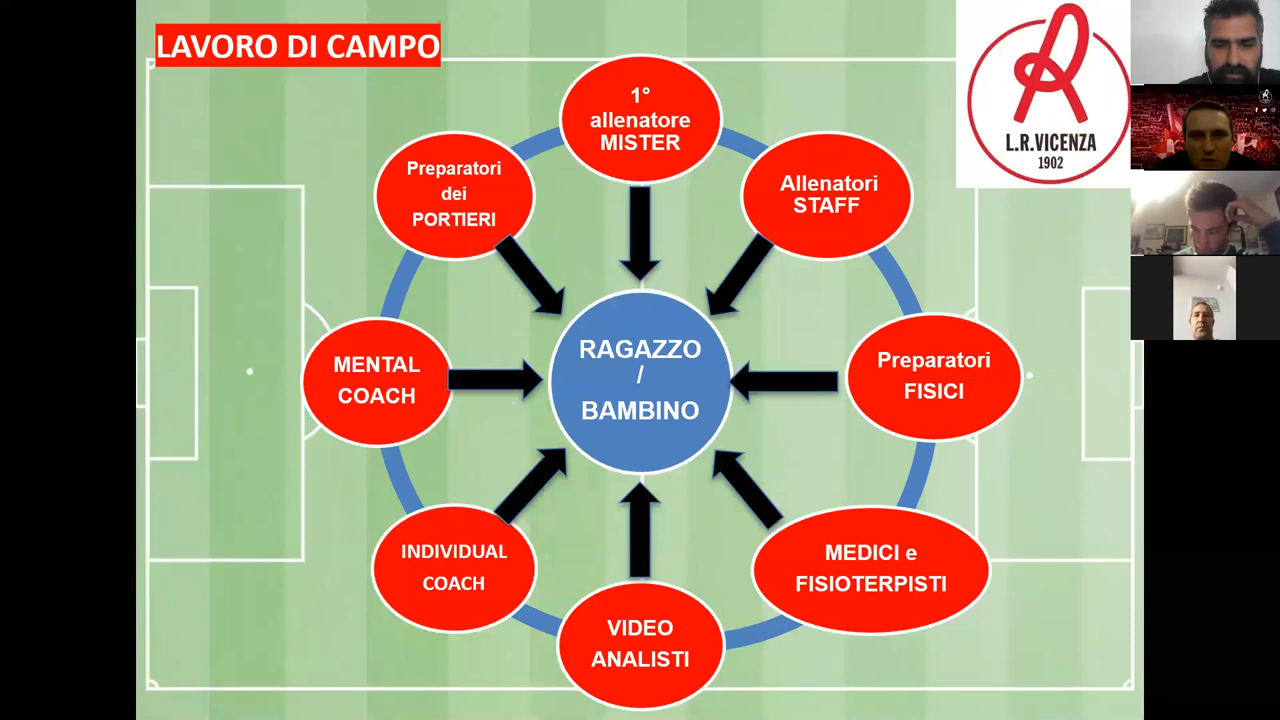 LAVORO DI CAMPO
1°
allenatore
MISTER
Preparatori
dei
PORTIERI
Allenatori
STAFF
L.R.VICENZA
1902
MENTAL
COACH
RAGAZZO
/
BAMBINO
Preparatori
FISICI
INDIVIDUAL
COACH
VIDEO
ANALISTI
MEDICI e
FISIOTERPISTI